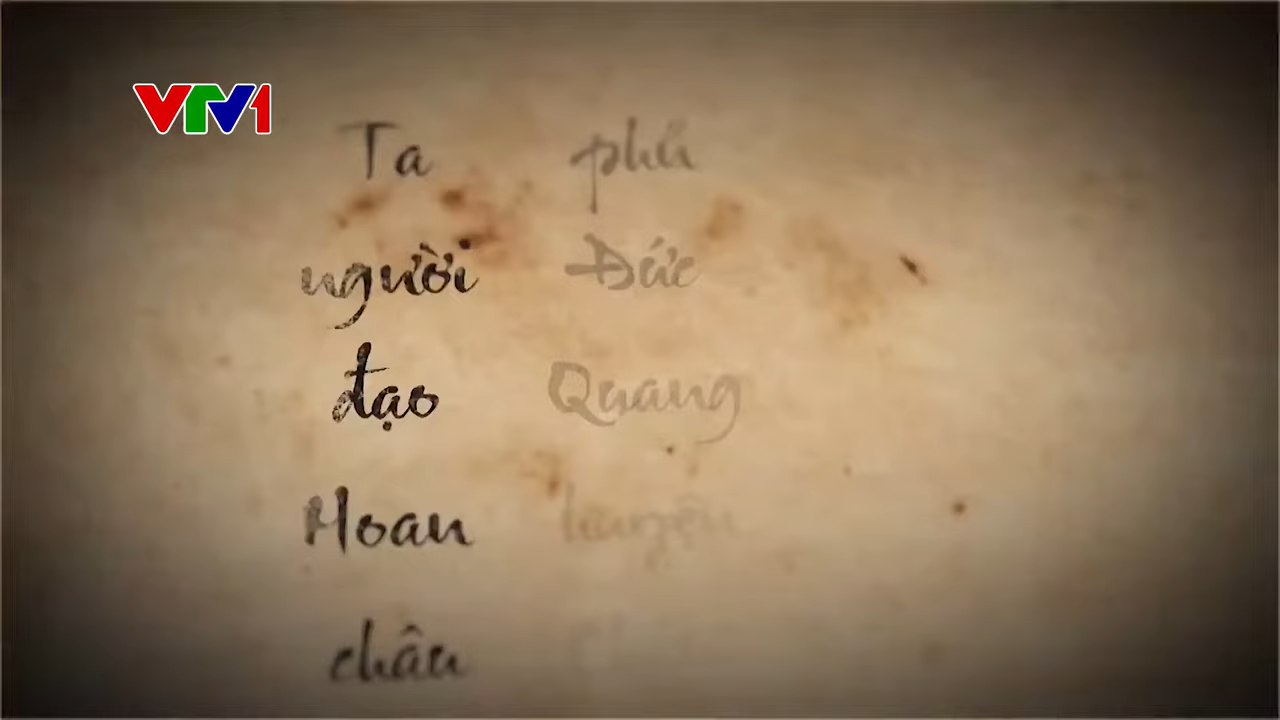 VTV1
Ta người đạo Hoan châu
phủ Đức Quang huyện